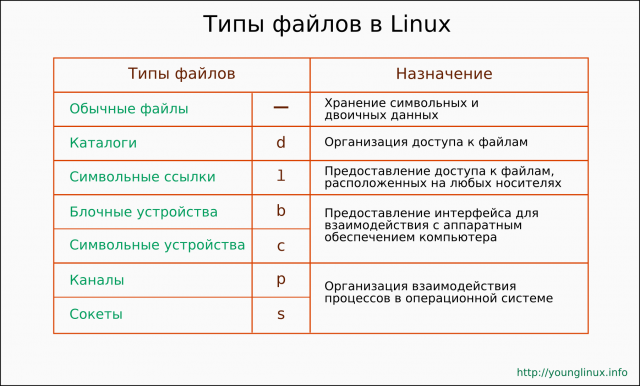 Типы файлов в Linux
Типы файлов
Назначение
Обычные файлы
—
Хранение символьных и
двоичных данных
Каталоги
d
Организация доступа к файлам
Символьные ссылки
l
Предоставление доступа к файлам,
расположенных на любых носителях
Блочные устройства
b
Символьные устройства
c
Предоставление интерфейса для
взаимодействия с аппаратным
обеспечением компьютера
Каналы
p
Сокеты
s
Организация взаимодействия
процессов в операционной системе
http://younglinux.info